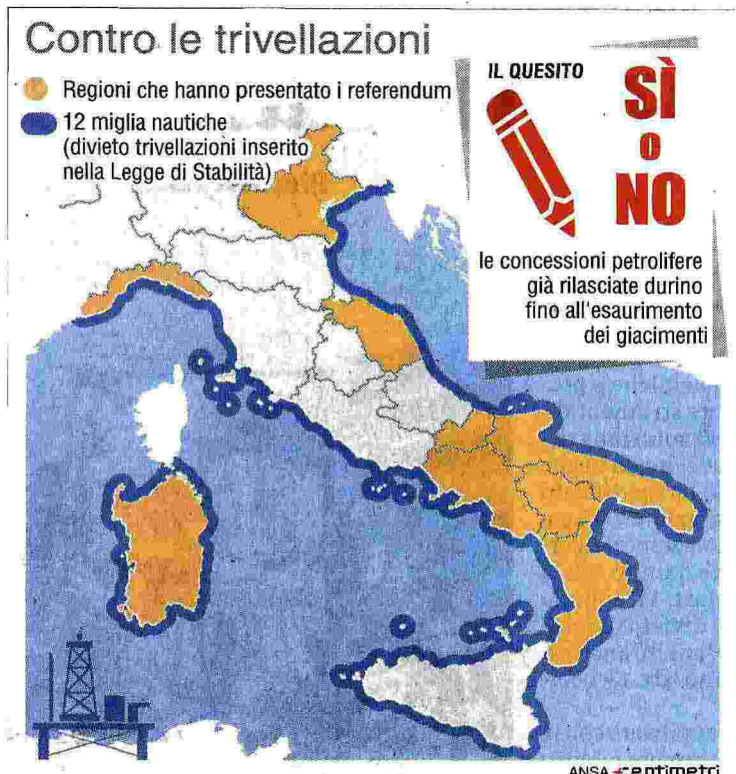 Contro le trivellazioni
Regioni che hanno presentato i referendum
12 miglia nautiche
(divieto trivellazioni inserito
nella Legge di Stabilità)
IL QUESITO
SÌ
o
NO
le concessioni petrolifere
già rilasciate durino
fino all'esaurimento
dei giacimenti
ANSA centimetri